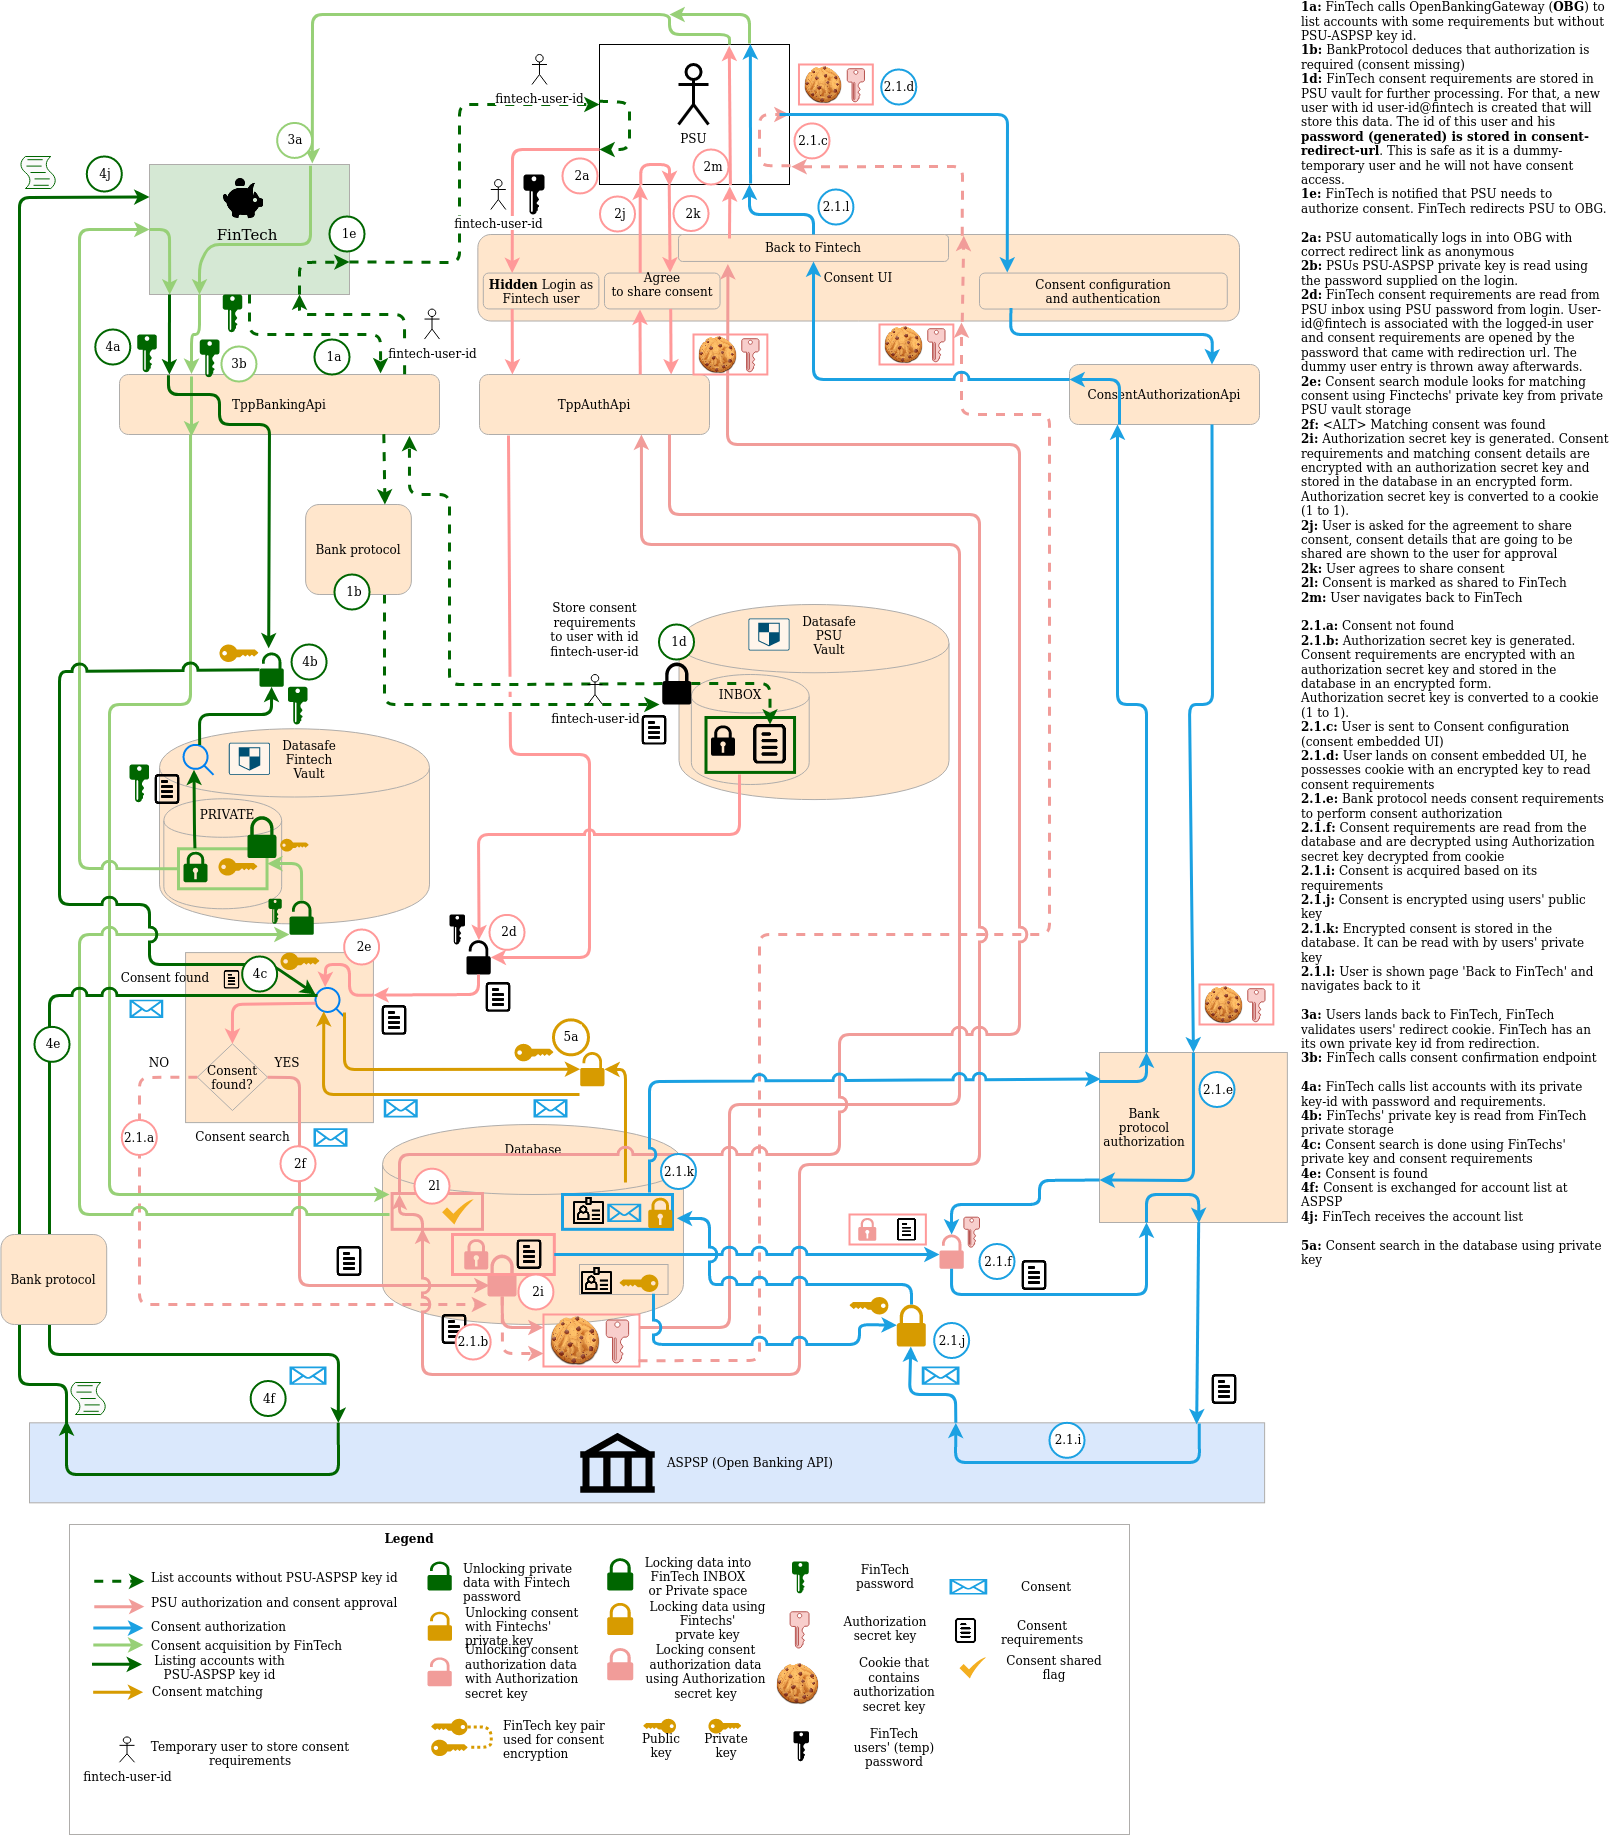 fintech-user-id
PSU
2.1.d
2.1.c
3a
4j
FinTech
1e
2a
2m
fintech-user-id
2j
2k
2.1.l
Back to Fintech
Consent UI
Hidden Login as
Fintech user
Agree
to share consent
Consent configuration
and authentication
4a
3b
1a
fintech-user-id
TppBankingApi
TppAuthApi
ConsentAuthorizationApi
Bank protocol
1b
Store consent
requirements
to user with id
fintech-user-id
1d
Datasafe
PSU
Vault
4b
INBOX
fintech-user-id
Datasafe
Fintech
Vault
PRIVATE
2d
2e
Consent found
4c
4e
NO
YES
Consent
found?
5a
2.1.e
Bank
protocol
authorization
2.1.a
Consent search
2f
Database
2l
2.1.k
Bank protocol
2.1.f
2i
2.1.b
2.1.j
4f
2.1.i
ASPSP (Open Banking API)
Legend
List accounts without PSU-ASPSP key id
PSU authorization and consent approval
Consent authorization
Consent acquisition by FinTech
Listing accounts with
PSU-ASPSP key id
Consent matching
Temporary user to store consent
requirements
fintech-user-id
Unlocking private
data with Fintech
password
Unlocking consent
with Fintechs'
private key
Unlocking consent
authorization data
with Authorization
secret key
FinTech key pair
used for consent
encryption
Locking data into
FinTech INBOX
or Private space
Locking data using
Fintechs'
prvate key
Locking consent
authorization data
using Authorization
secret key
Public
key
Private
key
FinTech
password
Authorization
secret key
Cookie that
contains
authorization
secret key
FinTech
users' (temp)
password
Consent
Consent
requirements
Consent shared
flag
1a: FinTech calls OpenBankingGateway (OBG) to
list accounts with some requirements but without
PSU-ASPSP key id.
1b: BankProtocol deduces that authorization is
required (consent missing)
1d: FinTech consent requirements are stored in
PSU vault for further processing. For that, a new
user with id user-id@fintech is created that will
store this data. The id of this user and his
password (generated) is stored in consent-
redirect-url. This is safe as it is a dummy-
temporary user and he will not have consent
access.
1e: FinTech is notified that PSU needs to
authorize consent. FinTech redirects PSU to OBG.
2a: PSU automatically logs in into OBG with
correct redirect link as anonymous
2b: PSUs PSU-ASPSP private key is read using
the password supplied on the login.
2d: FinTech consent requirements are read from
PSU inbox using PSU password from login. User-
id@fintech is associated with the logged-in user
and consent requirements are opened by the
password that came with redirection url. The
dummy user entry is thrown away afterwards.
2e: Consent search module looks for matching
consent using Finctechs' private key from private
PSU vault storage
2f: <ALT> Matching consent was found
2i: Authorization secret key is generated. Consent
requirements and matching consent details are
encrypted with an authorization secret key and
stored in the database in an encrypted form.
Authorization secret key is converted to a cookie
(1 to 1).
2j: User is asked for the agreement to share
consent, consent details that are going to be
shared are shown to the user for approval
2k: User agrees to share consent
2l: Consent is marked as shared to FinTech
2m: User navigates back to FinTech
2.1.a: Consent not found
2.1.b: Authorization secret key is generated.
Consent requirements are encrypted with an
authorization secret key and stored in the
database in an encrypted form.
Authorization secret key is converted to a cookie
(1 to 1).
2.1.c: User is sent to Consent configuration
(consent embedded UI)
2.1.d: User lands on consent embedded UI, he
possesses cookie with an encrypted key to read
consent requirements
2.1.e: Bank protocol needs consent requirements
to perform consent authorization
2.1.f: Consent requirements are read from the
database and are decrypted using Authorization
secret key decrypted from cookie
2.1.i: Consent is acquired based on its
requirements
2.1.j: Consent is encrypted using users' public
key
2.1.k: Encrypted consent is stored in the
database. It can be read with by users' private
key
2.1.l: User is shown page 'Back to FinTech' and
navigates back to it
3a: Users lands back to FinTech, FinTech
validates users' redirect cookie. FinTech has an
its own private key id from redirection.
3b: FinTech calls consent confirmation endpoint
4a: FinTech calls list accounts with its private
key-id with password and requirements.
4b: FinTechs' private key is read from FinTech
private storage
4c: Consent search is done using FinTechs'
private key and consent requirements
4e: Consent is found
4f: Consent is exchanged for account list at
ASPSP
4j: FinTech receives the account list
5a: Consent search in the database using private
key